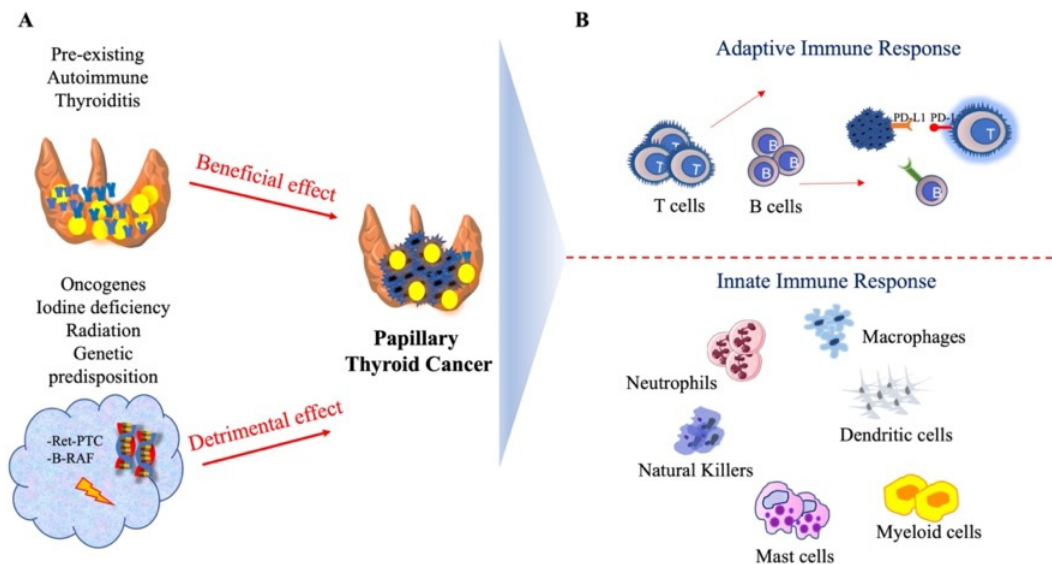 A
Pre-existing
Autoimmune
Thyroiditis
Beneficial effect
Oncogenes
Iodine deficiency
Radiation
Genetic
predisposition
-Ret-PTC
-B-RAF
Detrimental effect
Papillary
Thyroid Cancer
B
Adaptive Immune Response
T
T
T
T cells
B
B
B
B cells
PD-L1 PD-1
T
B
Innate Immune Response
Neutrophils
Macrophages
Dendritic cells
Natural Killers
Mast cells
Myeloid cells